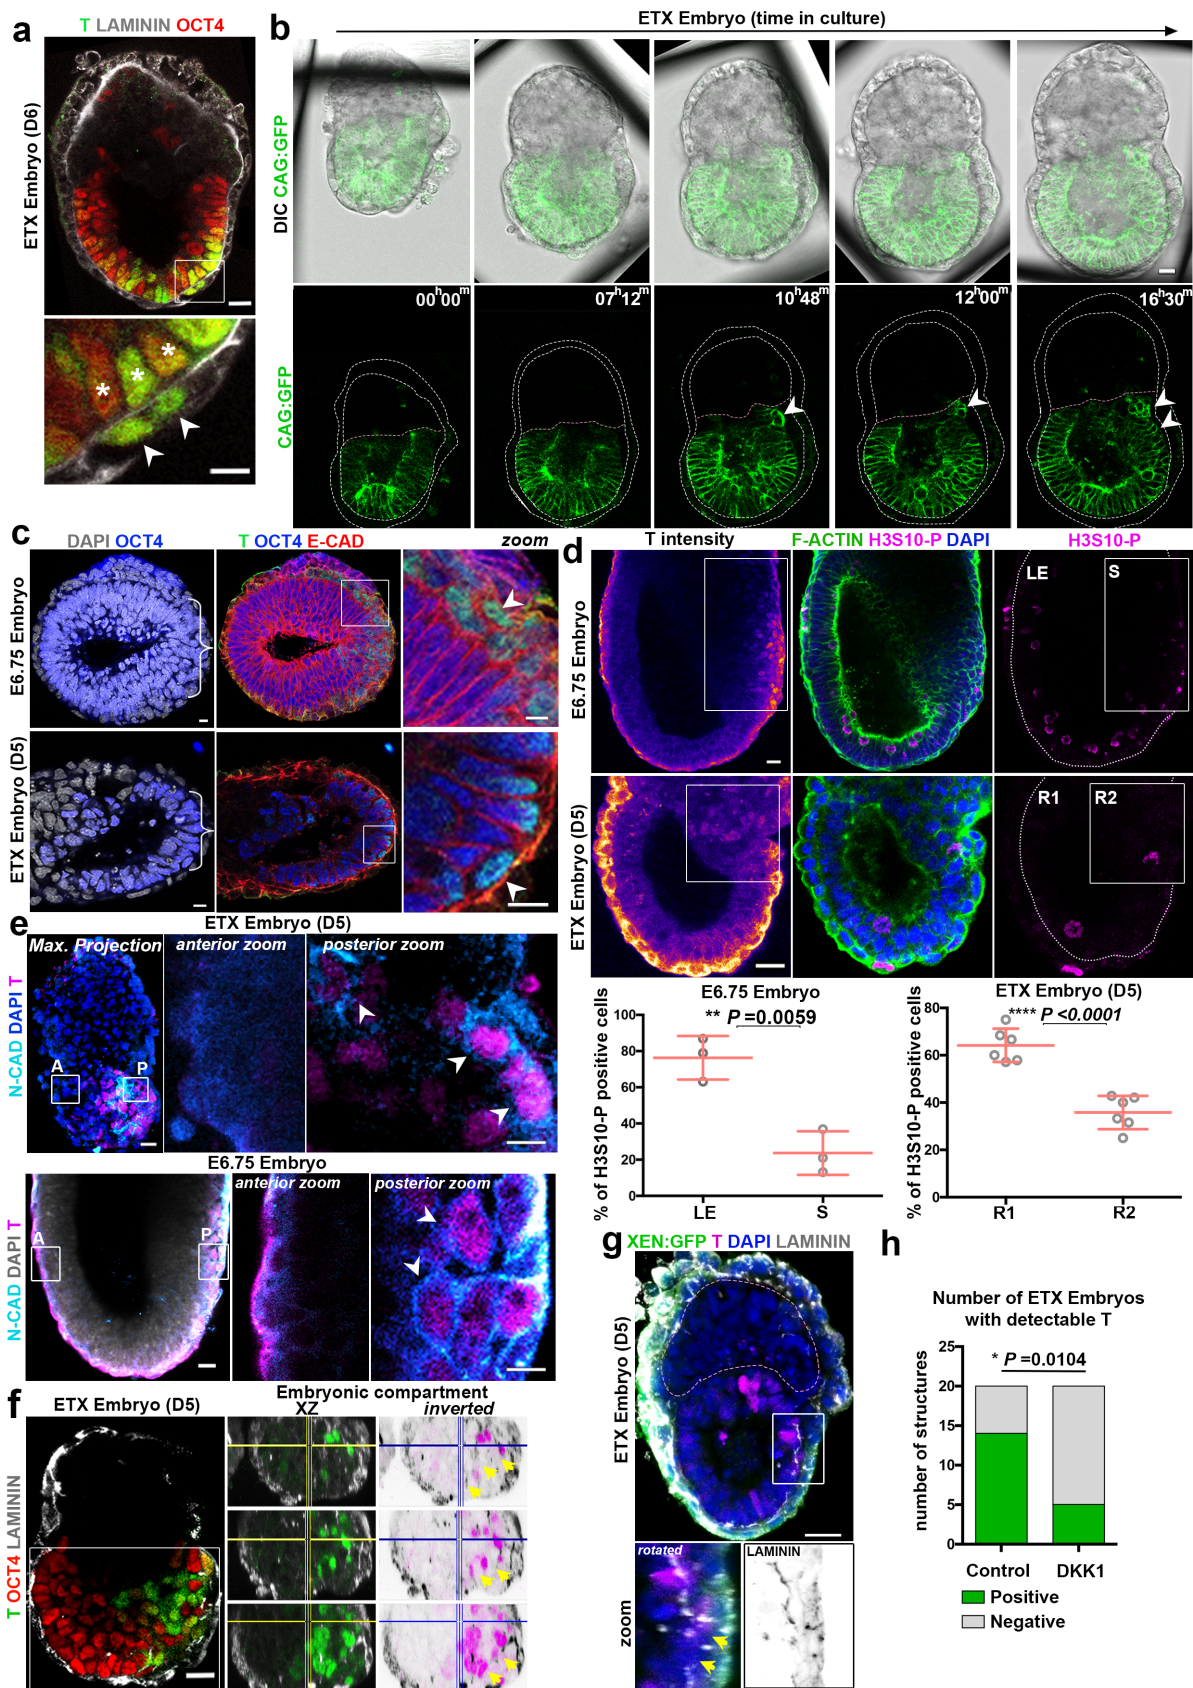 a
T LAMININ OCT4
ETX Embryo (D6)
b
ETX Embryo (time in culture)
DIC CAG:GFP
CAG:GFP
00h00m
07h12m
10h48m
12h00m
16h30m
c
DAPI OCT4
T OCT4 E-CAD
zoom
E6.75 Embryo
ETX Embryo (D5)
d
T intensity
F-ACTIN H3S10-P DAPI
H3S10-P
E6.75 Embryo
LE
S
ETX Embryo (D5)
R1
R2
E6.75 Embryo
** P =0.0059
% of H3S10-P positive cells
100
80
60
40
20
0
LE
S
ETX Embryo (D5)
**** P <0.0001
% of H3S10-P positive cells
80
60
40
20
0
R1
R2
e
ETX Embryo (D5)
Max. Projection
anterior zoom
posterior zoom
N-CAD DAPI T
A
P
E6.75 Embryo
anterior zoom
posterior zoom
N-CAD DAPI T
A
P
f
ETX Embryo (D5)
Embryonic compartment
XZ
inverted
T OCT4 LAMININ
g
XEN:GFP T DAPI LAMININ
ETX Embryo (D5)
zoom
rotated
LAMININ
h
Number of ETX Embryos
with detectable T
* P =0.0104
number of structures
25
20
15
10
5
0
Control
DKK1
Positive
Negative